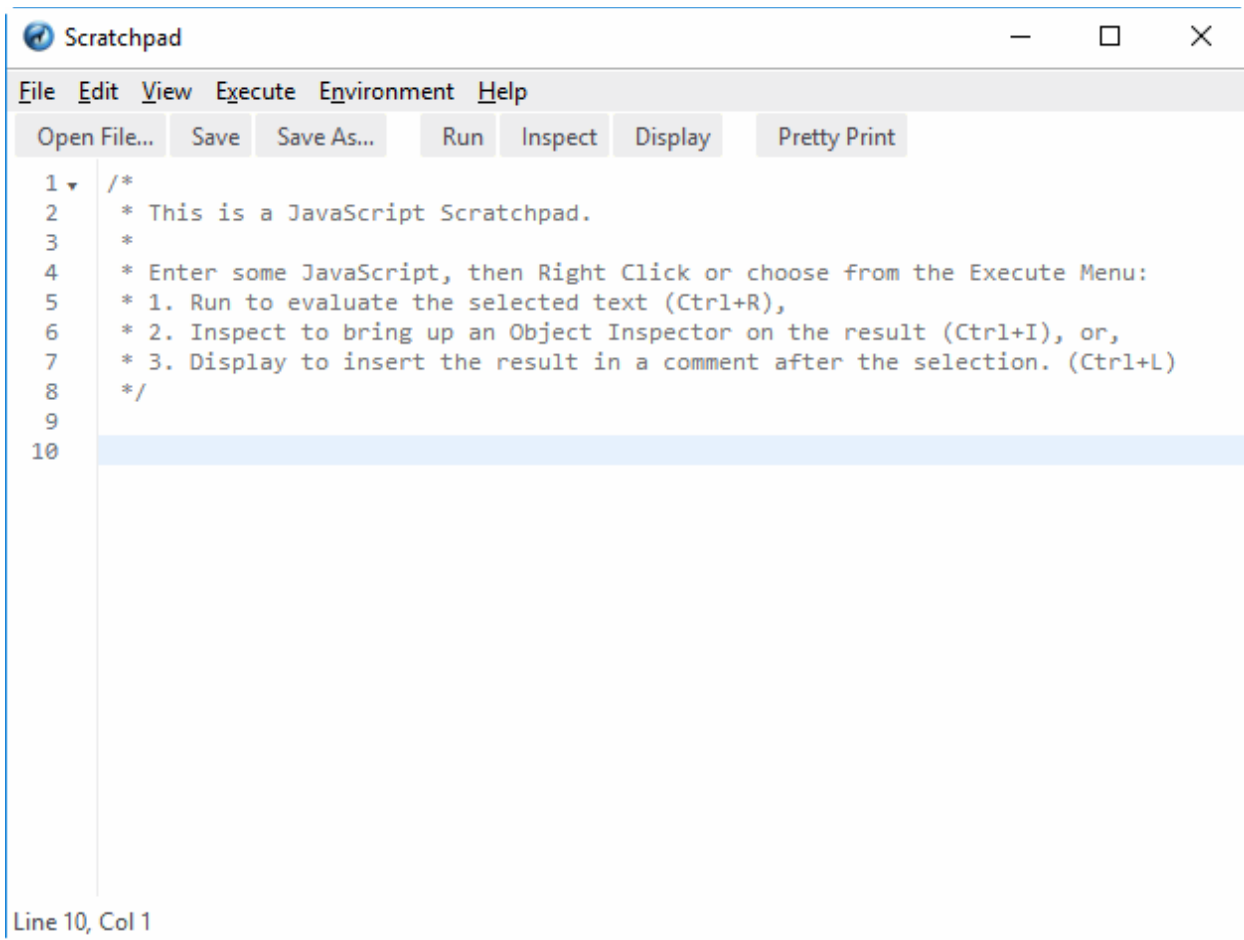 Scratchpad
File Edit View Execute Environment Help
Open File... Save Save As... Run Inspect Display Pretty Print
1 /*
2 * This is a JavaScript Scratchpad.
3 *
4 * Enter some JavaScript, then Right Click or choose from the Execute Menu:
5 * 1. Run to evaluate the selected text (Ctrl+R),
6 * 2. Inspect to bring up an Object Inspector on the result (Ctrl+I), or,
7 * 3. Display to insert the result in a comment after the selection. (Ctrl+L)
8 */
9
10
Line 10, Col 1